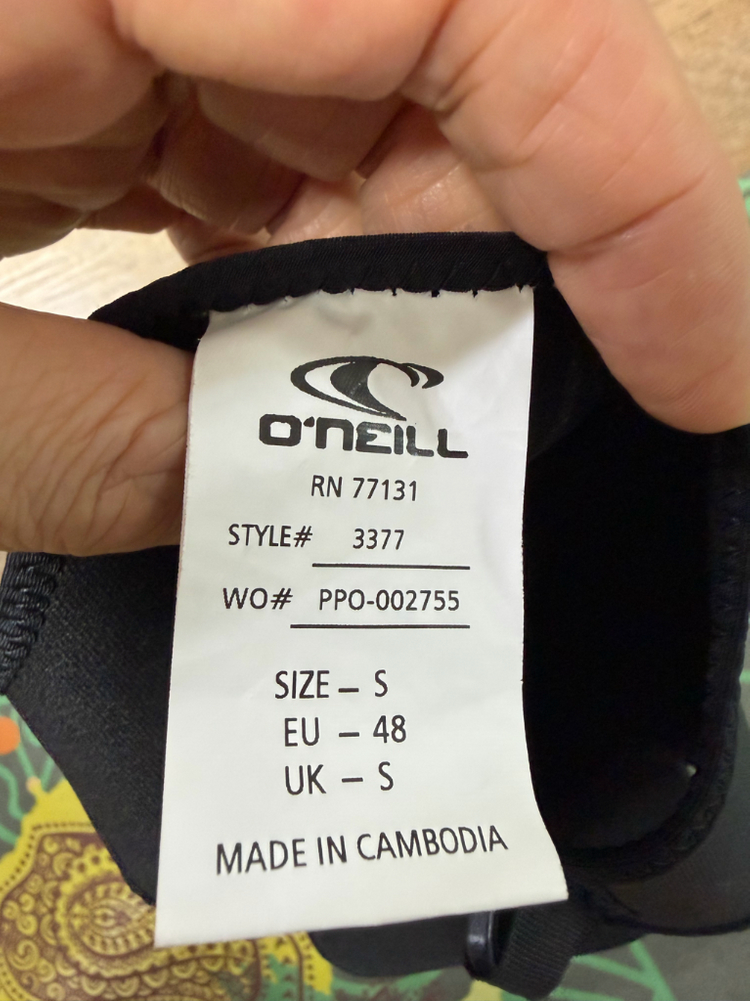 O'NEILL
RN 77131
STYLE# 3377
WO# PPO-002755
SIZE – S
EU – 48
UK – S
MADE IN CAMBODIA